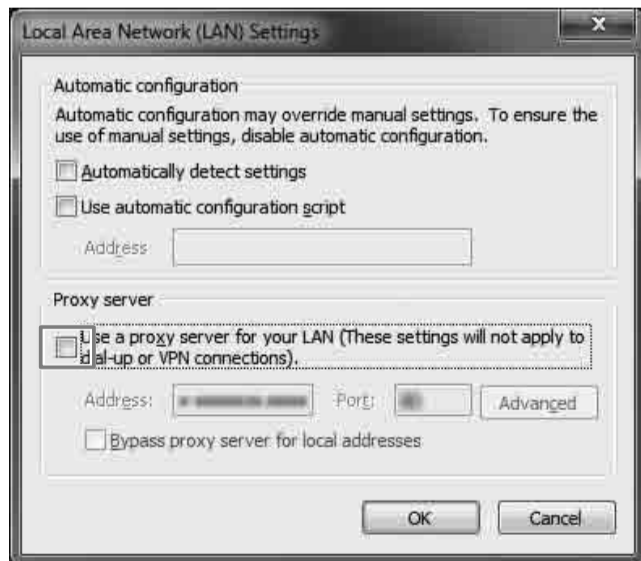 Local Area Network (LAN) Settings
Automatic configuration
Automatic configuration may override manual settings. To ensure the
use of manual settings, disable automatic configuration.
Automatically detect settings
Use automatic configuration script
Address
Proxy server
Use a proxy server for your LAN (These settings will not apply to
dial-up or VPN connections).
Address: Port: Advanced
Bypass proxy server for local addresses
OK Cancel